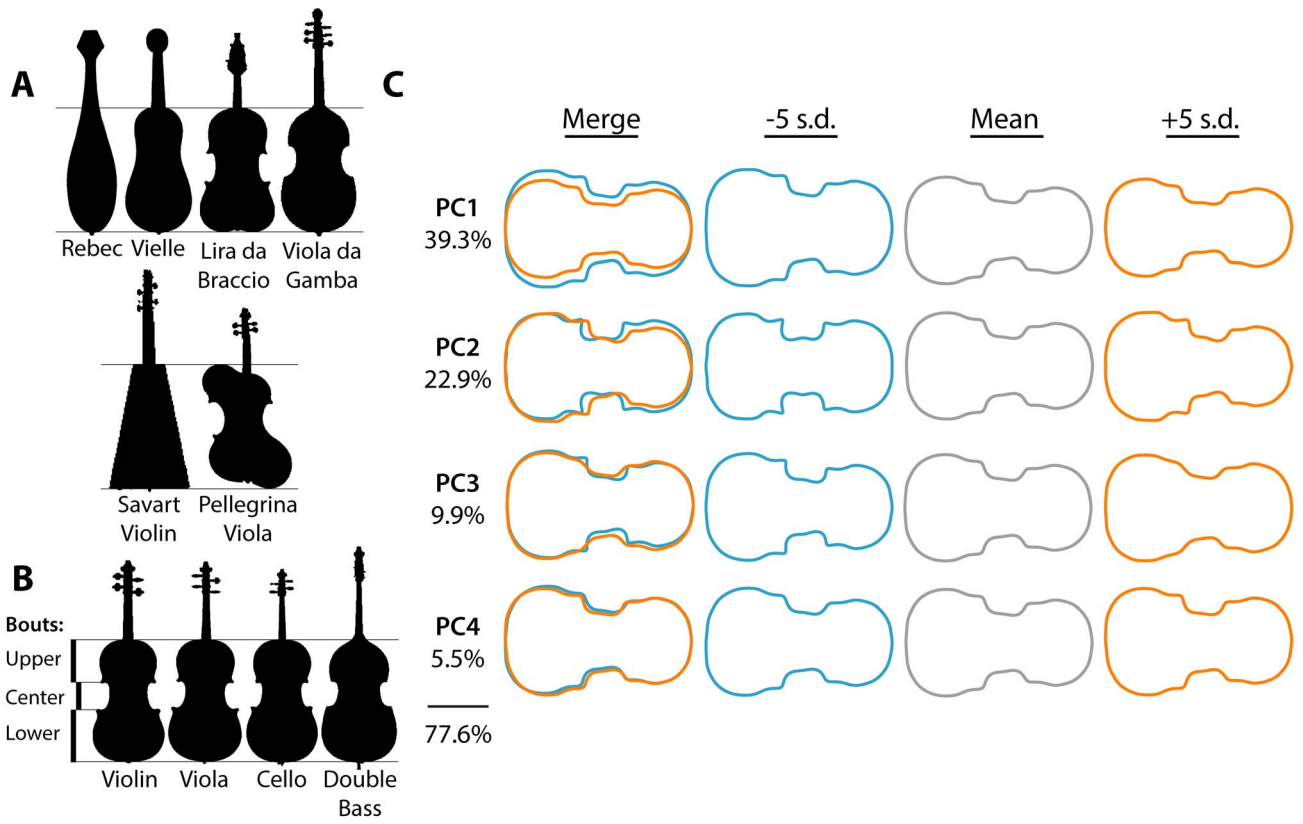 A
Rebec
Vielle
Lira da
Braccio
Viola da
Gamba
Savart
Violin
Pellegrina
Viola
B
Bouts:
Upper
Center
Lower
Violin
Viola
Cello
Double
Bass
C
Merge
-5 s.d.
Mean
+5 s.d.
PC1
39.3%
PC2
22.9%
PC3
9.9%
PC4
5.5%
77.6%